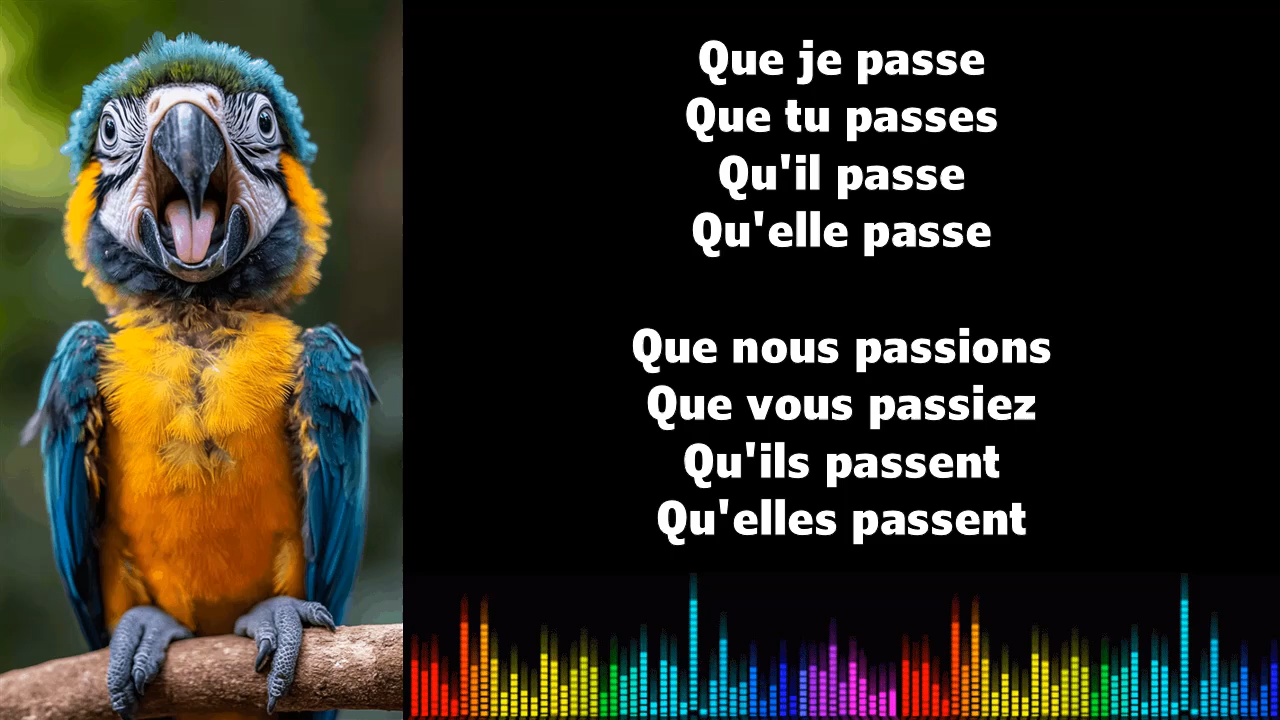 Que je passe
Que tu passes
Qu'il passe
Qu'elle passe
Que nous passions
Que vous passiez
Qu'ils passent
Qu'elles passent